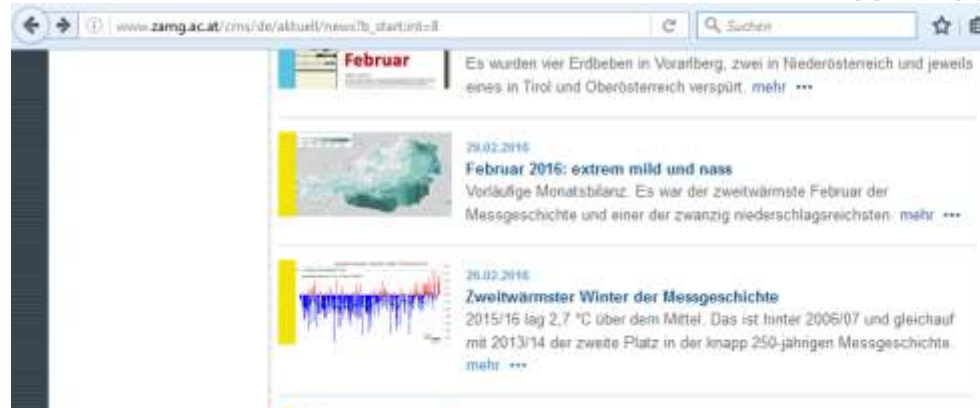 www.zamg.ac.at/cms/de/aktuell/news?b_start:int=8
Suchen
Februar
Es wurden vier Erdbeben in Vorarlberg, zwei in Niederösterreich und jeweils
eines in Tirol und Oberösterreich verspürt. mehr •••
29.02.2016
Februar 2016: extrem mild und nass
Vorläufige Monatsbilanz. Es war der zweitwärmste Februar der
Messgeschichte und einer der zwanzig niederschlagsreichsten. mehr •••
26.02.2016
Zweitwärmster Winter der Messgeschichte
2015/16 lag 2,7 °C über dem Mittel. Das ist hinter 2006/07 und gleichauf
mit 2013/14 der zweite Platz in der knapp 250-jährigen Messgeschichte.
mehr •••